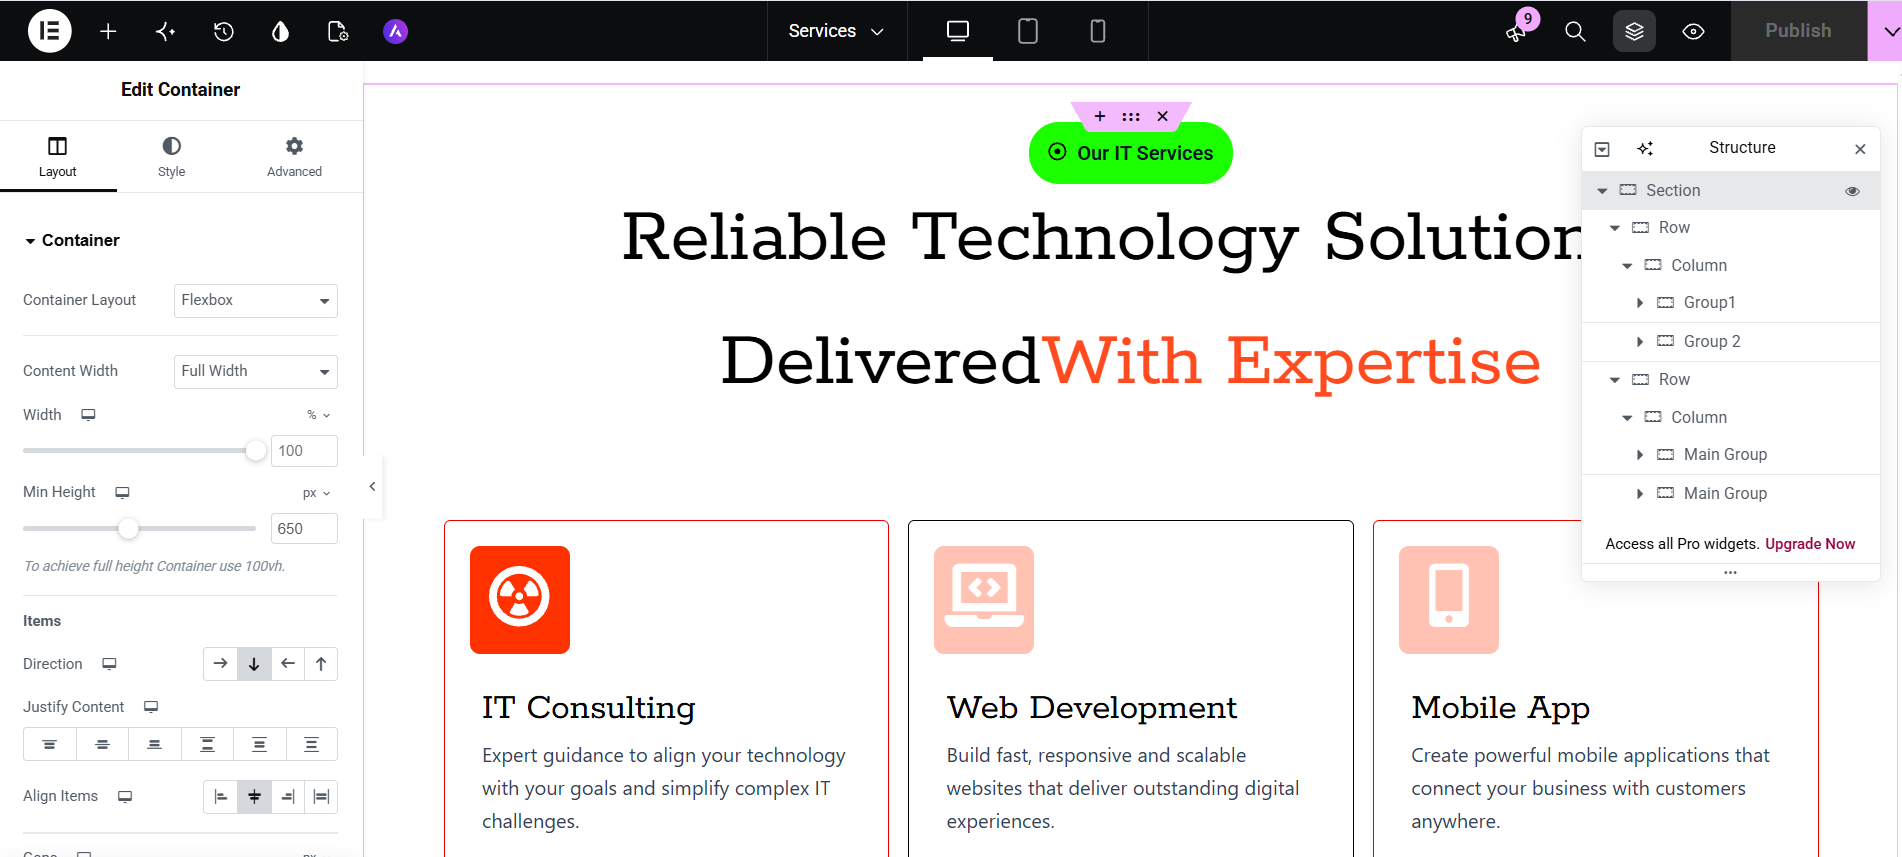 Services
9
Publish
Edit Container
Layout
Style
Advanced
Container
Container Layout
Flexbox
Content Width
Full Width
Width
%
100
Min Height
px
650
To achieve full height Container use 100vh.
Items
Direction
Justify Content
Align Items
Our IT Services
Reliable Technology Solution
DeliveredWith Expertise
IT Consulting
Expert guidance to align your technology
with your goals and simplify complex IT
challenges.
Web Development
Build fast, responsive and scalable
websites that deliver outstanding digital
experiences.
Mobile App
Create powerful mobile applications that
connect your business with customers
anywhere.
Structure
Section
Row
Column
Group1
Group 2
Row
Column
Main Group
Main Group
Access all Pro widgets. Upgrade Now